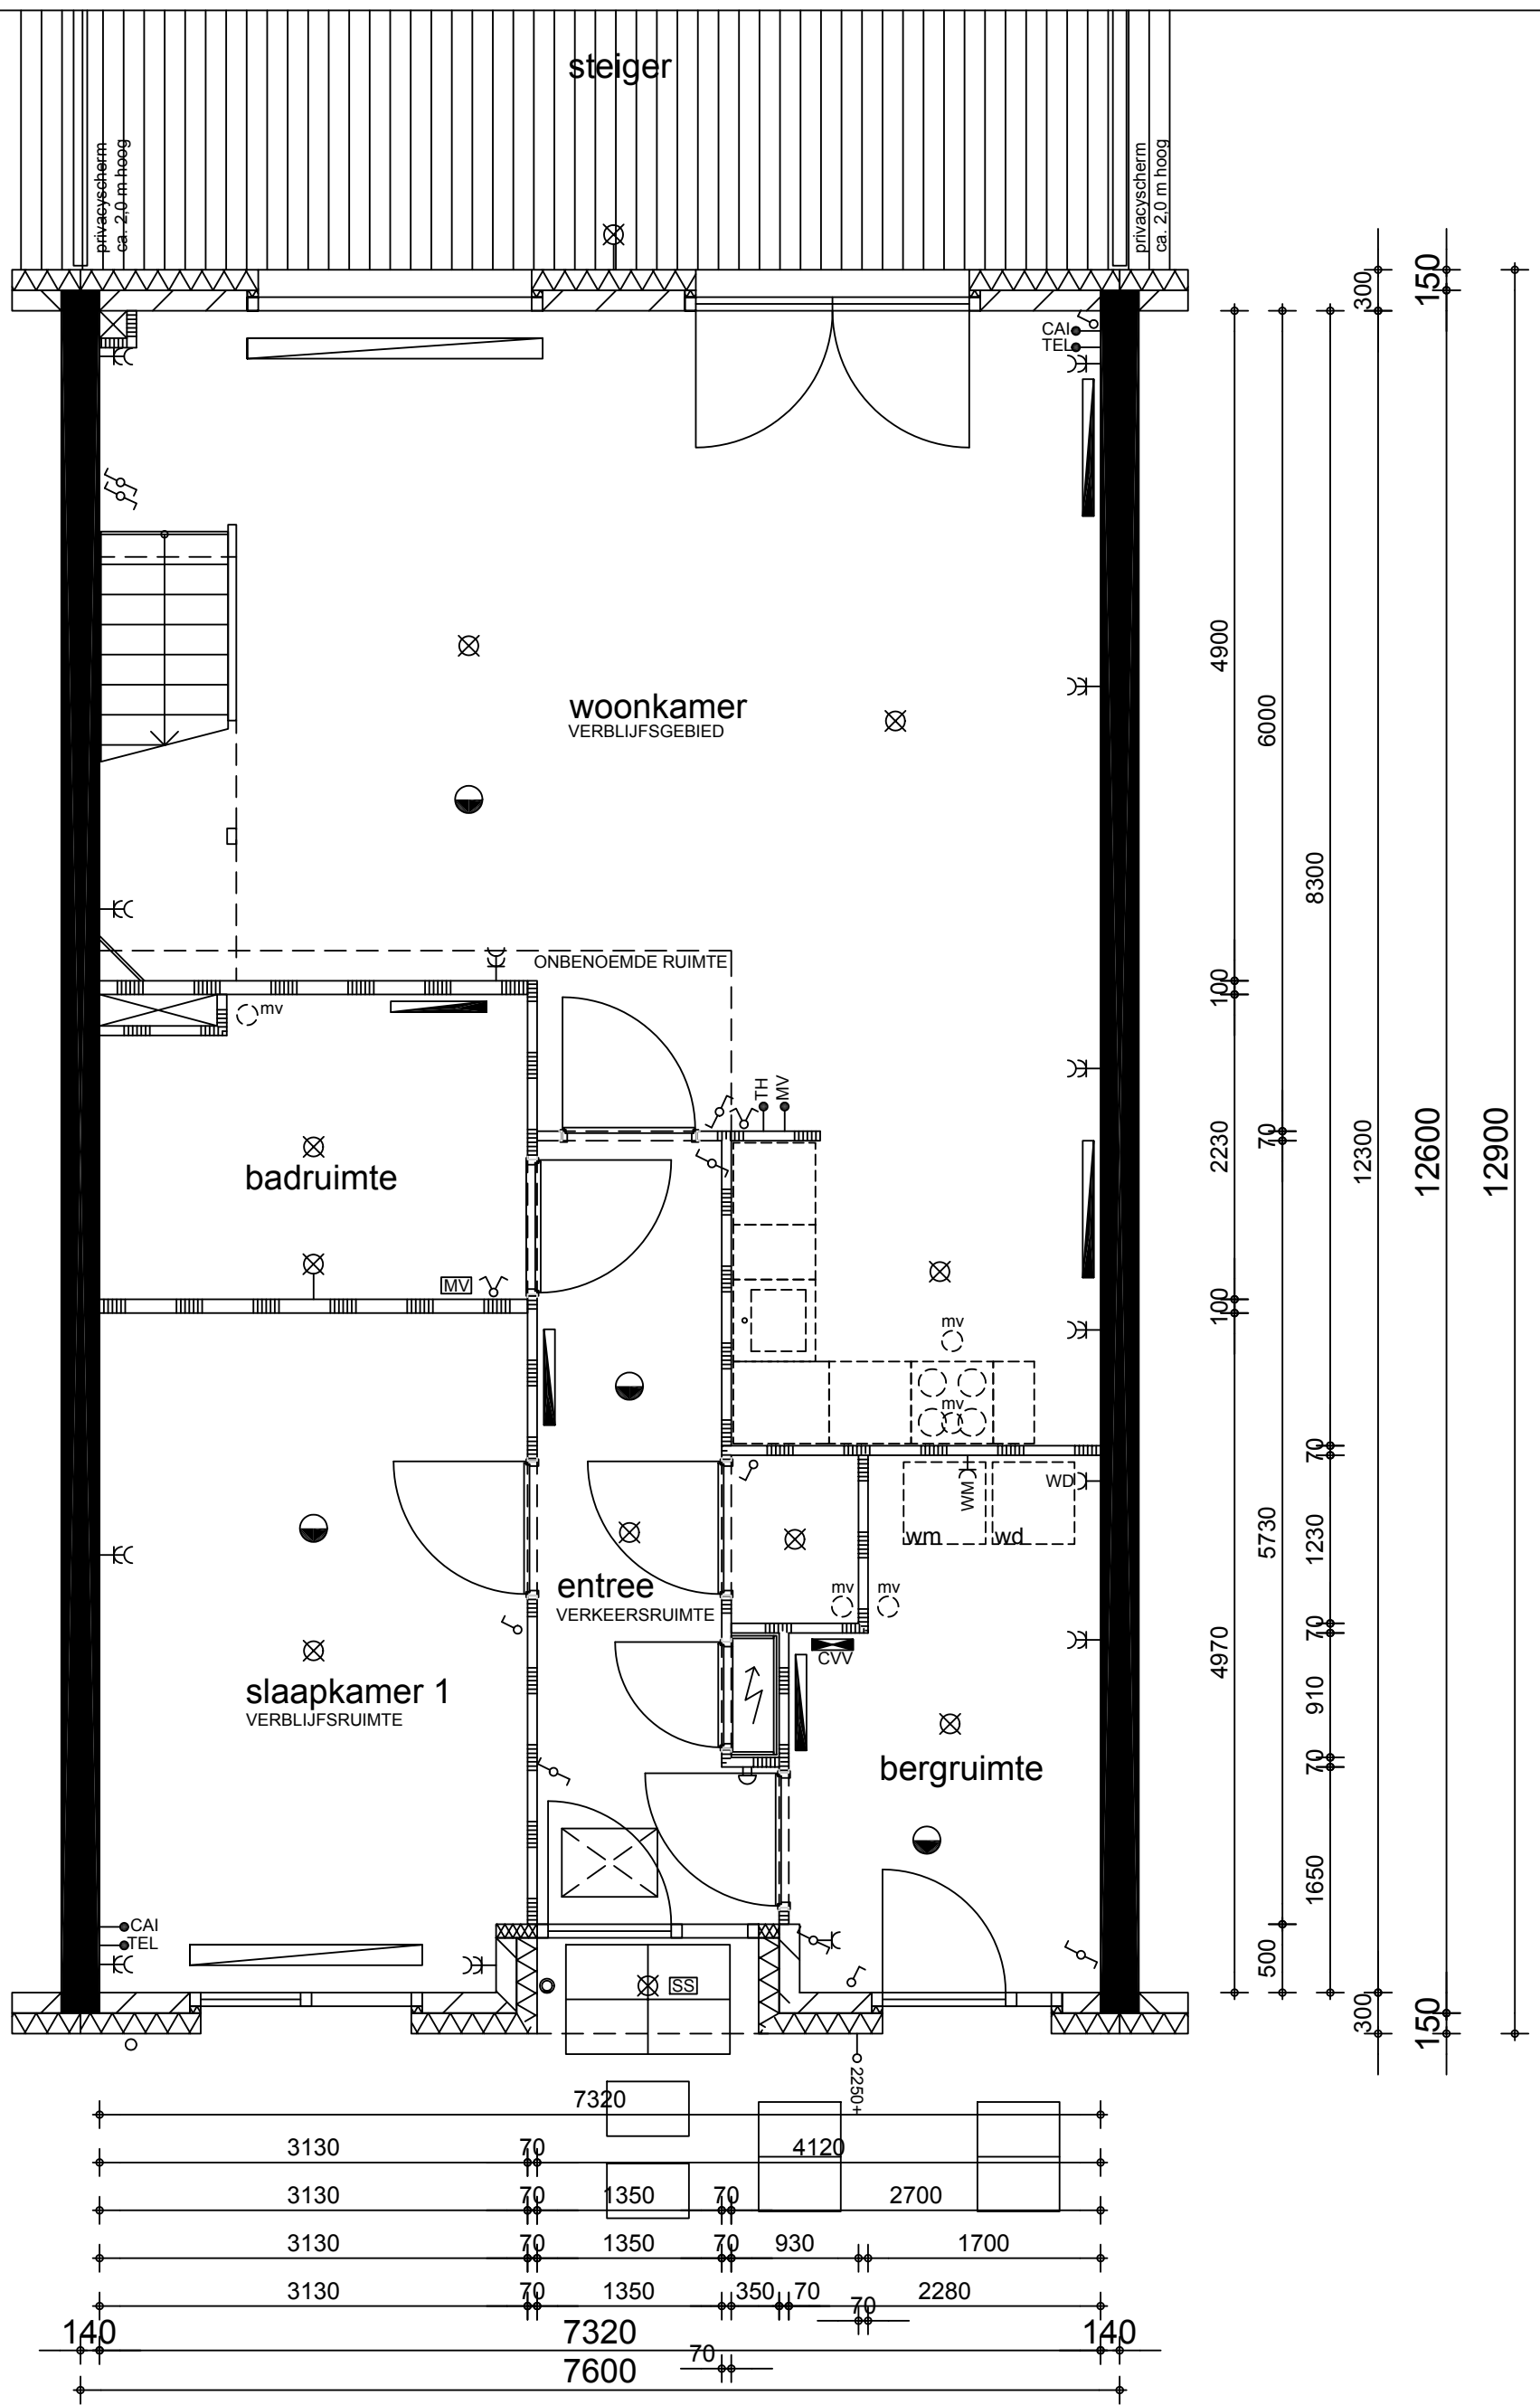 steiger
privacyscherm
ca. 2,0 m hoog
privacyscherm
ca. 2,0 m hoog
CAI
TEL
woonkamer
VERBLIJFSGEBIED
ONBENOEMDE RUIMTE
mv
TH
MV
badruimte
MV
mv
mv
WM
WD
wm
wd
entree
VERKEERSRUIMTE
mv
mv
CVV
slaapkamer 1
VERBLIJFSRUIMTE
bergruimte
CAI
TEL
SS
2250+
300
150
4900
6000
8300
100
2230
70
12300
12600
12900
100
70
5730
1230
4970
70
910
70
1650
500
300
150
7320
3130
70
4120
3130
70
1350
70
2700
3130
70
1350
70
930
1700
3130
70
1350
350
70
2280
70
140
7320
140
70
7600